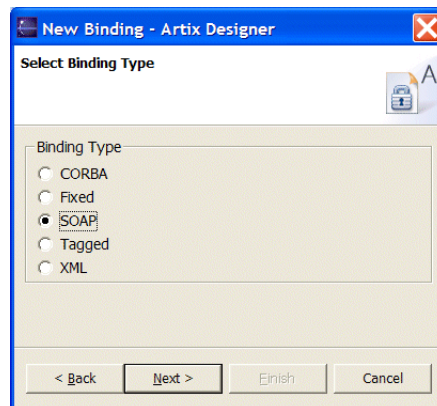 New Binding - Artix Designer
Select Binding Type
A
Binding Type
CORBA
Fixed
SOAP
Tagged
XML
< Back
Next >
Finish
Cancel